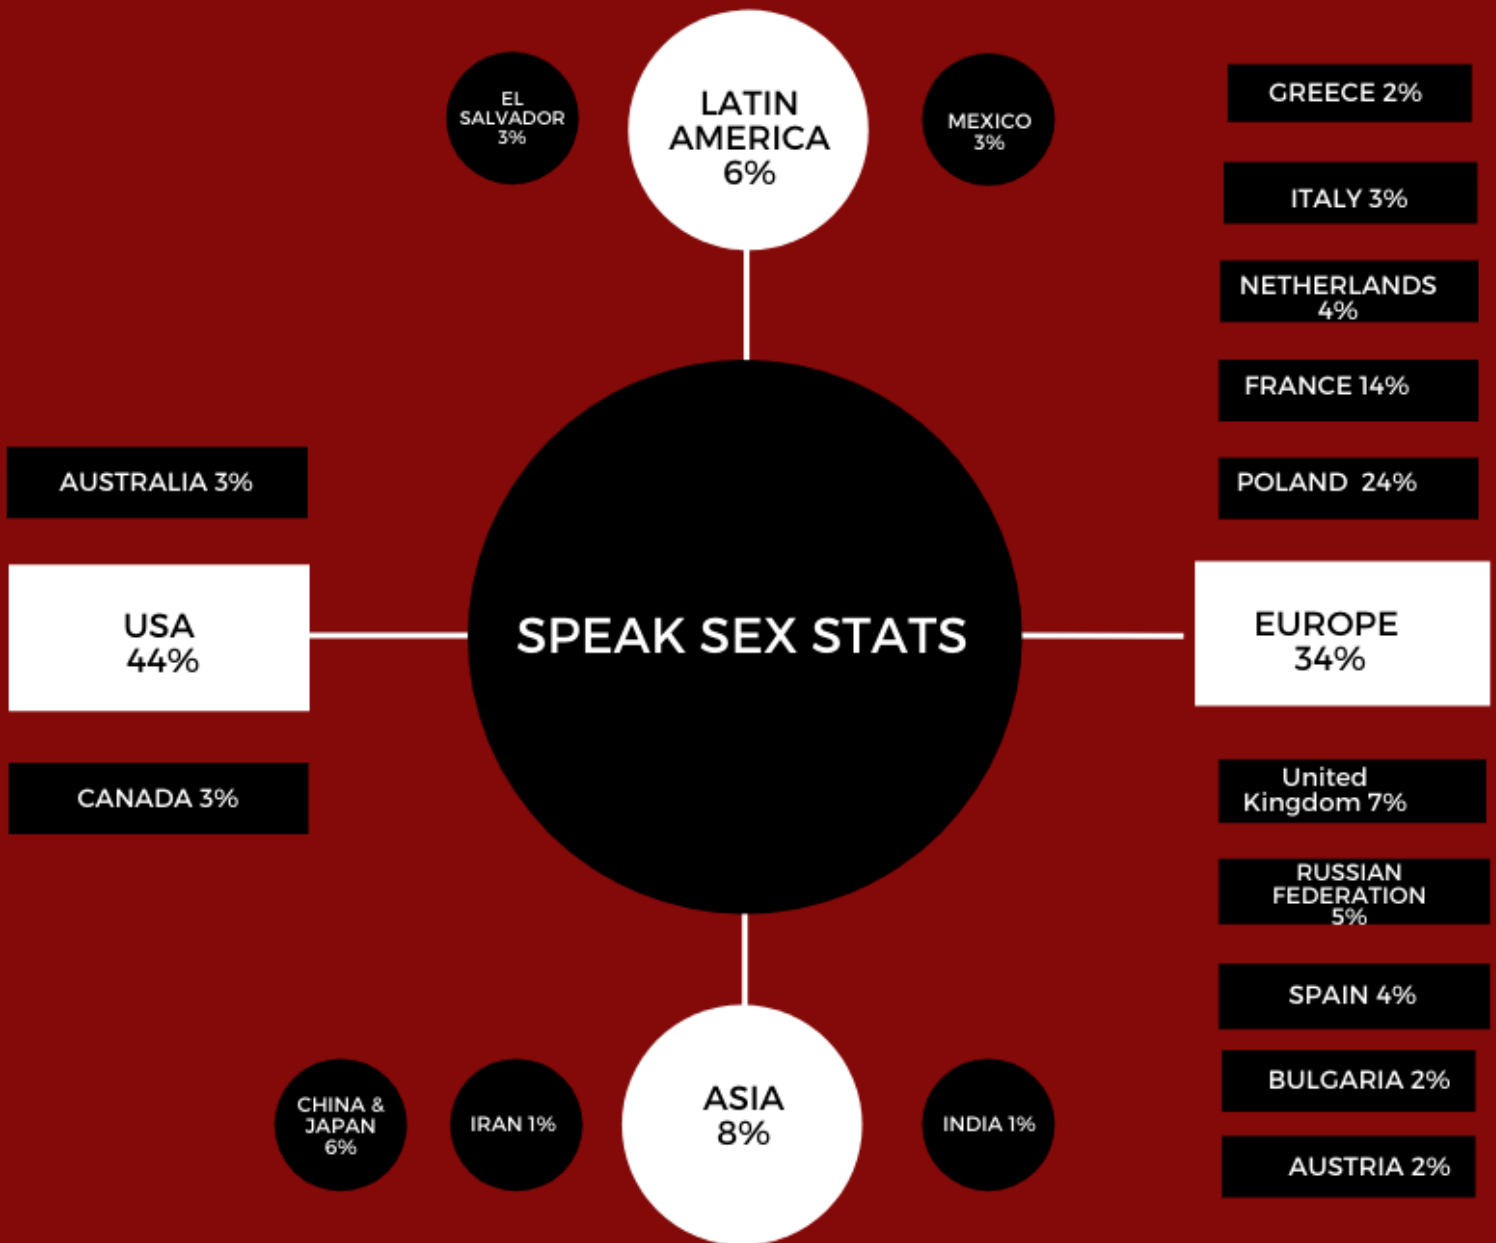 EL
SALVADOR
3%
LATIN
AMERICA
6%
MEXICO
3%
GREECE 2%
ITALY 3%
NETHERLANDS
4%
FRANCE 14%
POLAND 24%
AUSTRALIA 3%
USA
44%
CANADA 3%
SPEAK SEX STATS
EUROPE
34%
United
Kingdom 7%
RUSSIAN
FEDERATION
5%
SPAIN 4%
BULGARIA 2%
AUSTRIA 2%
CHINA &
JAPAN
6%
IRAN 1%
ASIA
8%
INDIA 1%